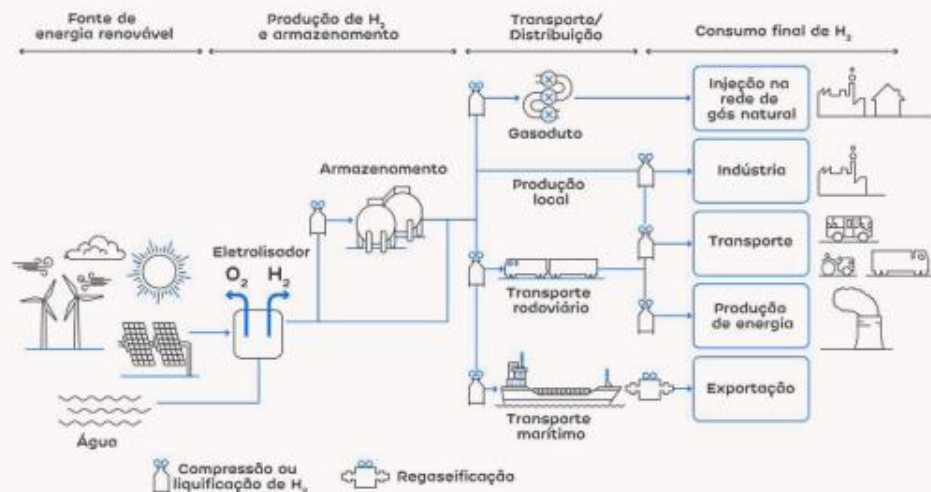 Fonte de
energia renovável
Produção de H₂
e armazenamento
Transporte/
Distribuição
Consumo final de H₂
Gasoduto
Injeção na
rede de
gás natural
Armazenamento
Produção
local
Indústria
Eletrolisador
O₂ H₂
Transporte
rodoviário
Transporte
Produção
de energia
Água
Transporte
marítimo
Exportação
Compressão ou
liquificação de H₂
Regaseificação